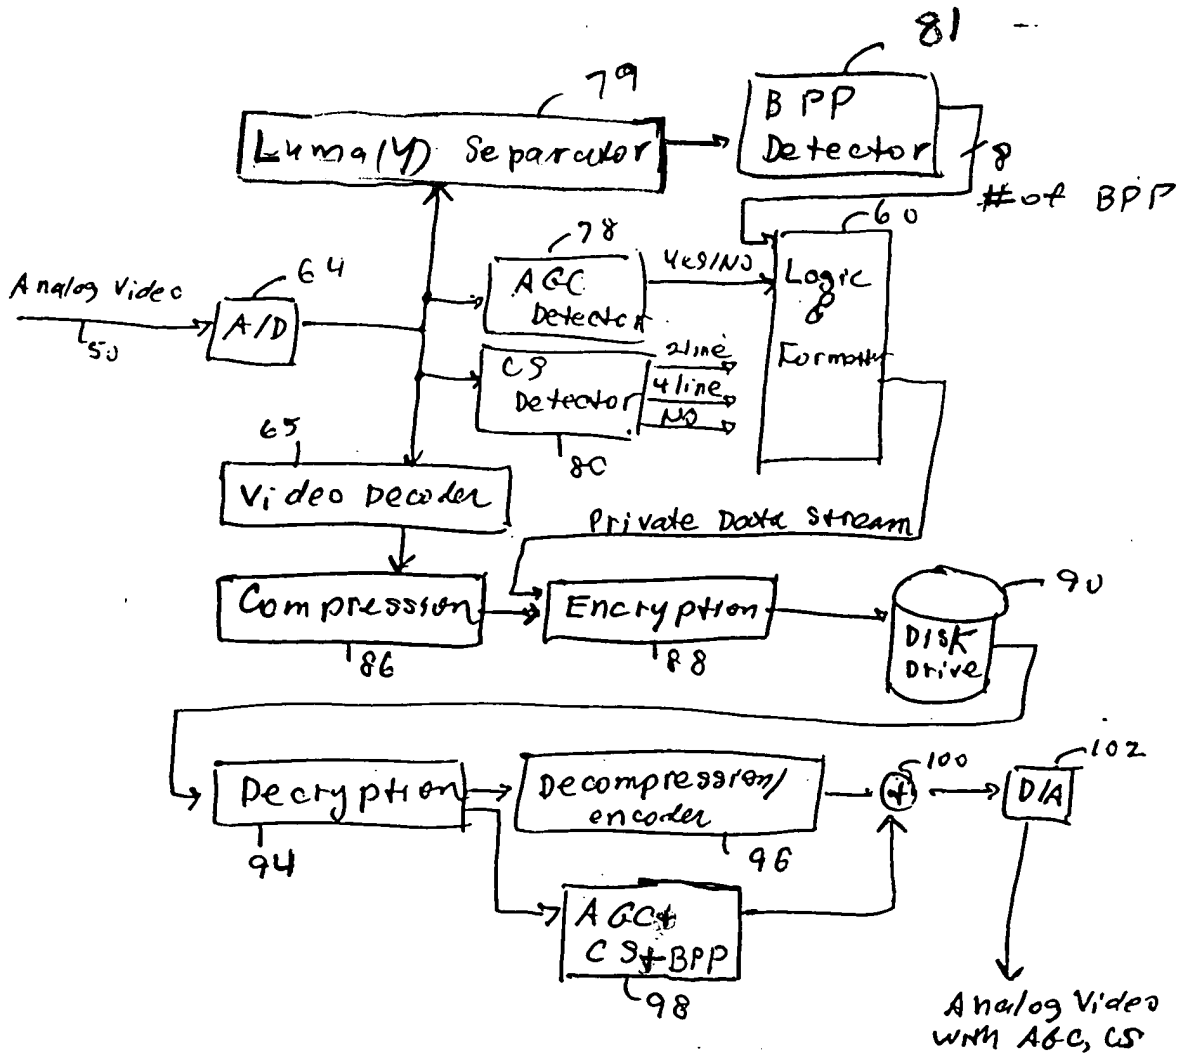 81
79
BPP
Detector
Luma(Y) Separator
8
# of BPP
60
78
64
AGC
Detector
Yes/No
Logic
&
Formatter
Analog Video
50
A/D
CS
Detector
2line
4line
NO
80
65
Video Decoder
Private Data Stream
90
Compression
Encryption
Disk
Drive
86
88
102
100
Decryption
Decompression/
encoder
+
D/A
94
96
AGC+
CS+BPP
98
Analog Video
with AGC, CS